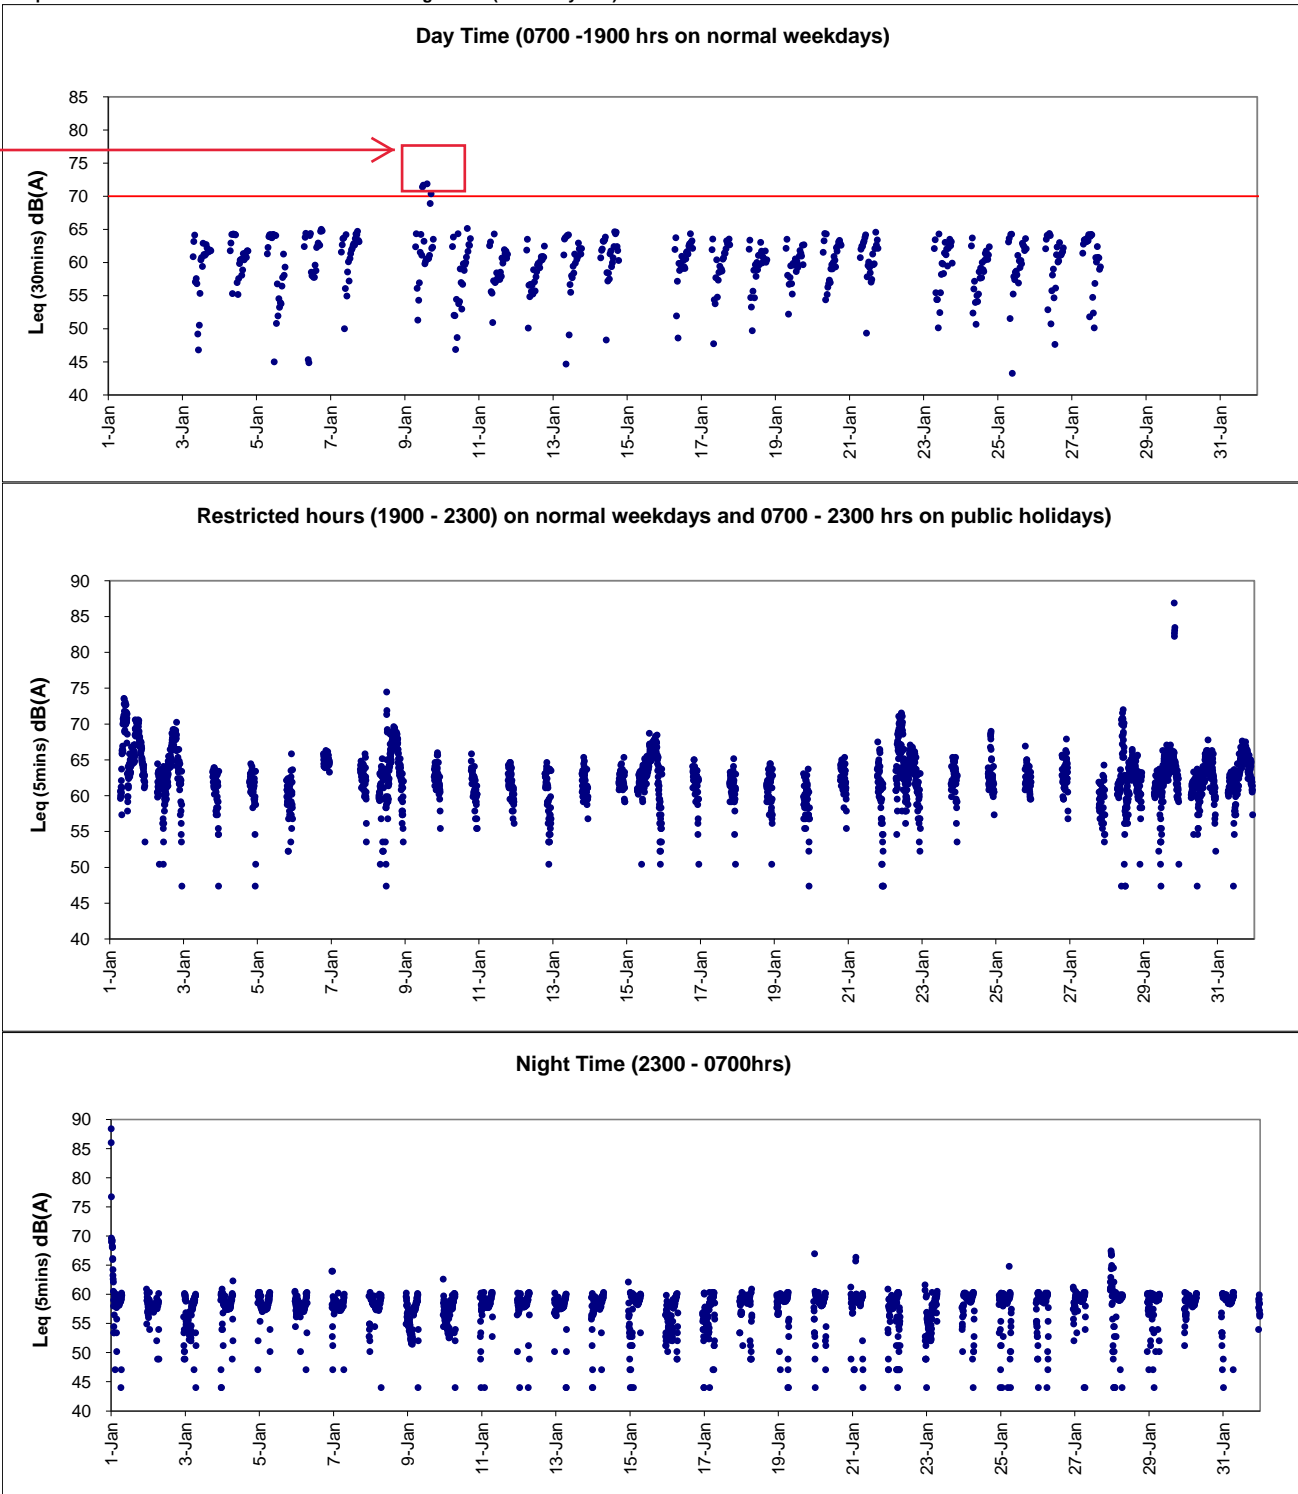 Day Time (0700 -1900 hrs on normal weekdays)
85
80
75
70
65
60
55
50
45
40
Leq (30mins) dB(A)
1-Jan
3-Jan
5-Jan
7-Jan
9-Jan
11-Jan
13-Jan
15-Jan
17-Jan
19-Jan
21-Jan
23-Jan
25-Jan
27-Jan
29-Jan
31-Jan
Restricted hours (1900 - 2300) on normal weekdays and 0700 - 2300 hrs on public holidays)
90
85
80
75
70
65
60
55
50
45
40
Leq (5mins) dB(A)
1-Jan
3-Jan
5-Jan
7-Jan
9-Jan
11-Jan
13-Jan
15-Jan
17-Jan
19-Jan
21-Jan
23-Jan
25-Jan
27-Jan
29-Jan
31-Jan
Night Time (2300 - 0700hrs)
90
85
80
75
70
65
60
55
50
45
40
Leq (5mins) dB(A)
1-Jan
3-Jan
5-Jan
7-Jan
9-Jan
11-Jan
13-Jan
15-Jan
17-Jan
19-Jan
21-Jan
23-Jan
25-Jan
27-Jan
29-Jan
31-Jan